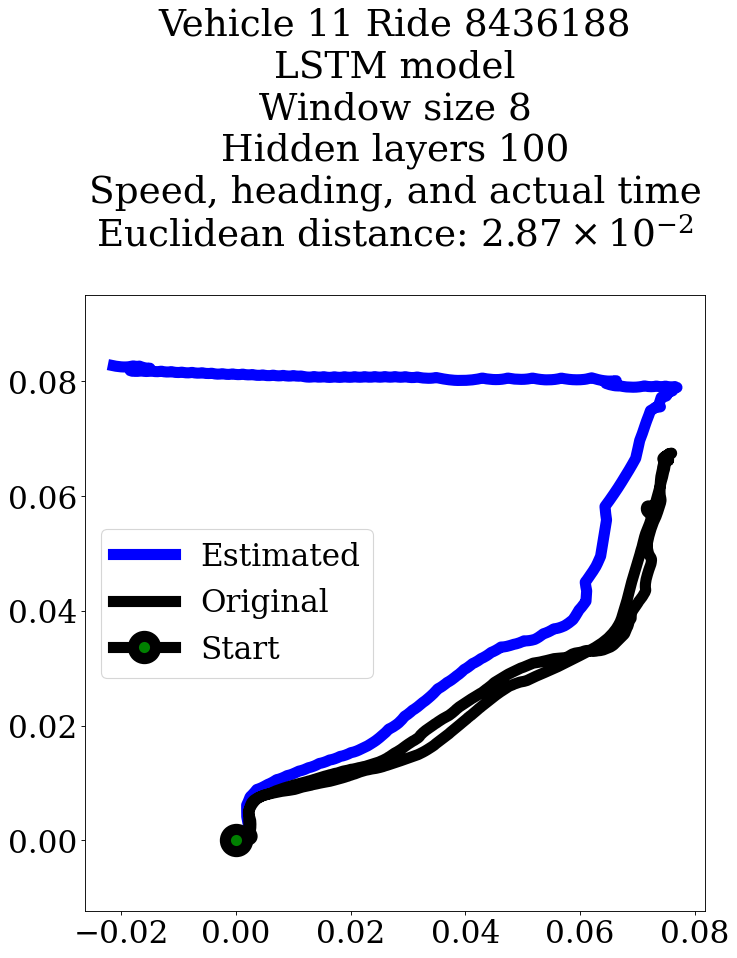 Vehicle 11 Ride 8436188
LSTM model
Window size 8
Hidden layers 100
Speed, heading, and actual time
Euclidean distance: 2.87 × 10⁻²
0.08
0.06
0.04
0.02
0.00
Estimated
Original
Start
−0.02 0.00 0.02 0.04 0.06 0.08